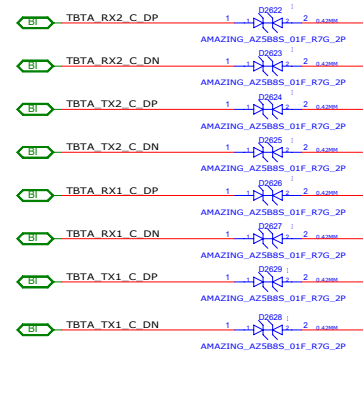 D2622
BI TBTA_RX2_C_DP 1 1 2 2 0.42MM
AMAZING_AZ5B8S_01F_R7G_2P
D2623
BI TBTA_RX2_C_DN 1 1 2 2 0.42MM
AMAZING_AZ5B8S_01F_R7G_2P
D2624
BI TBTA_TX2_C_DP 1 1 2 2 0.42MM
AMAZING_AZ5B8S_01F_R7G_2P
D2625
BI TBTA_TX2_C_DN 1 1 2 2 0.42MM
AMAZING_AZ5B8S_01F_R7G_2P
D2626
BI TBTA_RX1_C_DP 1 1 2 2 0.42MM
AMAZING_AZ5B8S_01F_R7G_2P
D2627
BI TBTA_RX1_C_DN 1 1 2 2 0.42MM
AMAZING_AZ5B8S_01F_R7G_2P
D2629
BI TBTA_TX1_C_DP 1 1 2 2 0.42MM
AMAZING_AZ5B8S_01F_R7G_2P
D2628
BI TBTA_TX1_C_DN 1 1 2 2 0.42MM
AMAZING_AZ5B8S_01F_R7G_2P